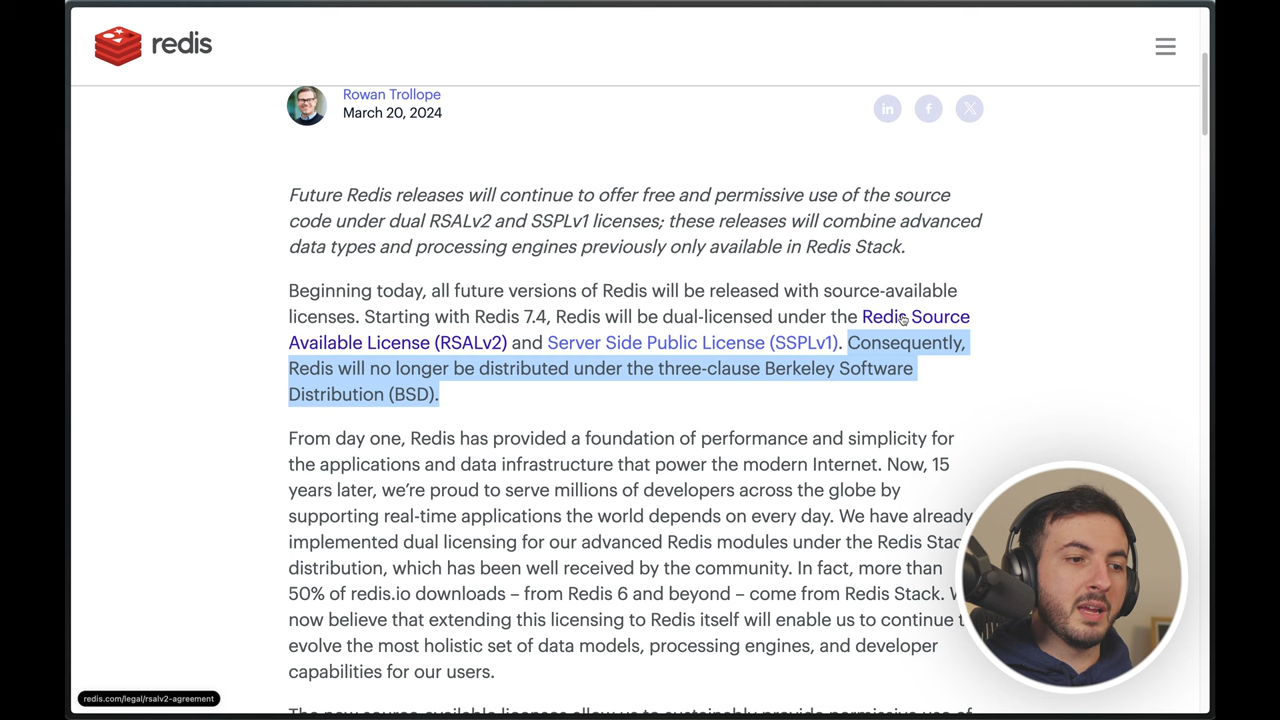 redis
Rowan Trollope
March 20, 2024
Future Redis releases will continue to offer free and permissive use of the source
code under dual RSALv2 and SSPLv1 licenses; these releases will combine advanced
data types and processing engines previously only available in Redis Stack.
Beginning today, all future versions of Redis will be released with source-available
licenses. Starting with Redis 7.4, Redis will be dual-licensed under the Redis Source
Available License (RSALv2) and Server Side Public License (SSPLv1). Consequently,
Redis will no longer be distributed under the three-clause Berkeley Software
Distribution (BSD).
From day one, Redis has provided a foundation of performance and simplicity for
the applications and data infrastructure that power the modern Internet. Now, 15
years later, we’re proud to serve millions of developers across the globe by
supporting real-time applications the world depends on every day. We have already
implemented dual licensing for our advanced Redis modules under the Redis
distribution, which has been well received by the community. In fact, more than
50% of redis.io downloads – from Redis 6 and beyond – come from Redis Stack.
now believe that extending this licensing to Redis itself will enable us to continue
evolve the most holistic set of data models, processing engines, and developer
capabilities for our users.
redis.com/legal/rsalv2-agreement